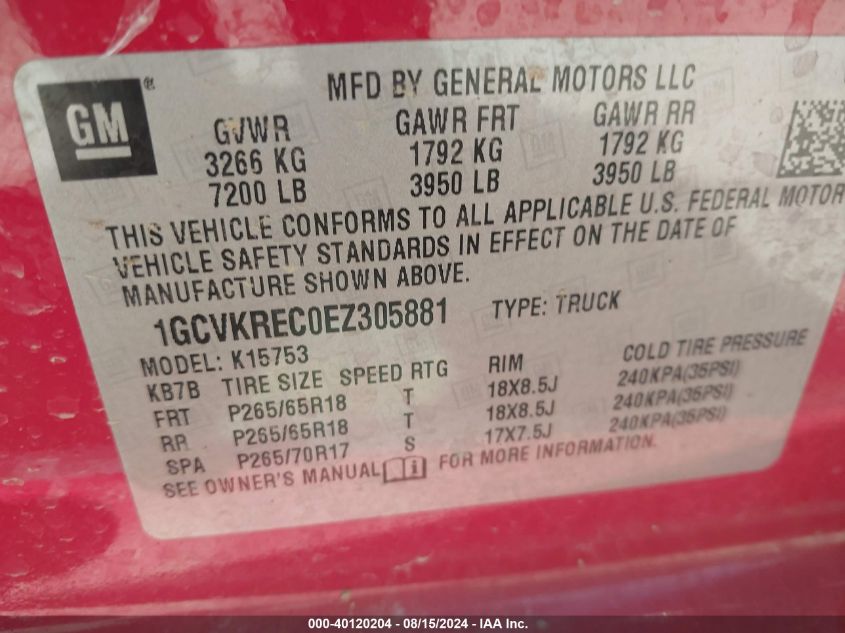 GM ®
MFD BY GENERAL MOTORS LLC
GVWR GAWR FRT GAWR RR
3266 KG 1792 KG 1792 KG
7200 LB 3950 LB 3950 LB
THIS VEHICLE CONFORMS TO ALL APPLICABLE U.S. FEDERAL MOTOR
VEHICLE SAFETY STANDARDS IN EFFECT ON THE DATE OF
MANUFACTURE SHOWN ABOVE.
1GCVKREC0EZ305881 TYPE: TRUCK
MODEL: K15753
KB7B TIRE SIZE SPEED RTG RIM COLD TIRE PRESSURE
FRT P265/65R18 T 18X8.5J 240KPA(35PSI)
RR P265/65R18 T 18X8.5J 240KPA(35PSI)
SPA P265/70R17 S 17X7.5J 240KPA(35PSI)
SEE OWNER'S MANUAL FOR MORE INFORMATION.
000-40120204 - 08/15/2024 - IAA Inc.